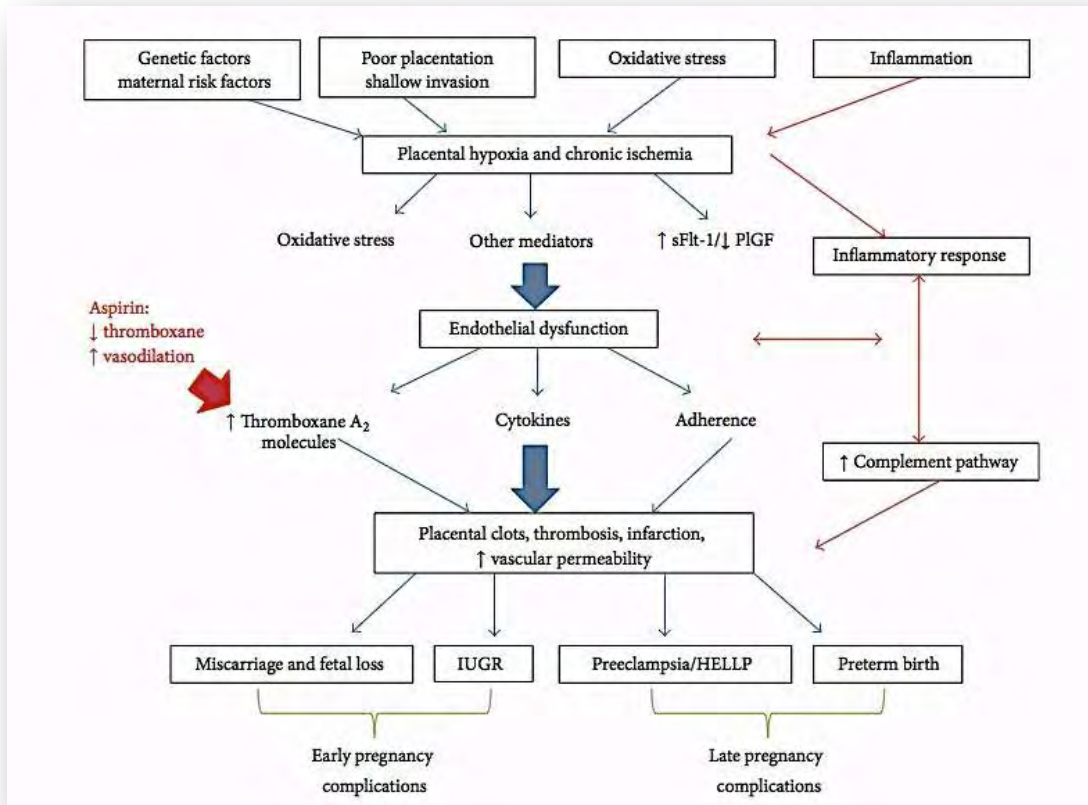 Genetic factors
maternal risk factors
Poor placentation
shallow invasion
Oxidative stress
Inflammation
Placental hypoxia and chronic ischemia
Oxidative stress
Other mediators
↑ sFlt-1/↓ PlGF
Inflammatory response
Aspirin:
↓ thromboxane
↑ vasodilation
Endothelial dysfunction
↑ Thromboxane A₂
molecules
Cytokines
Adherence
↑ Complement pathway
Placental clots, thrombosis, infarction,
↑ vascular permeability
Miscarriage and fetal loss
IUGR
Preeclampsia/HELLP
Preterm birth
Early pregnancy
complications
Late pregnancy
complications